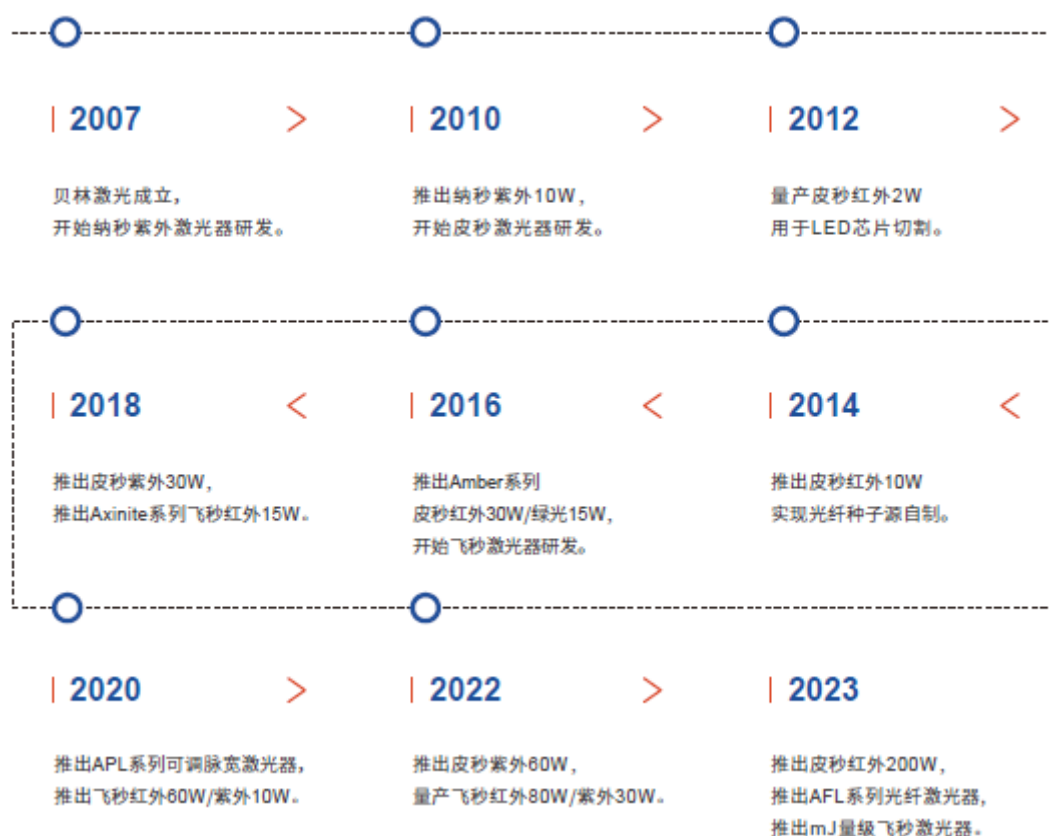 2007
贝林激光成立，
开始纳秒紫外激光器研发。
2010
推出纳秒紫外10W，
开始皮秒激光器研发。
2012
量产皮秒红外2W
用于LED芯片切割。
2014
推出皮秒红外10W
实现光纤种子源自制。
2016
推出Amber系列
皮秒红外30W/绿光15W，
开始飞秒激光器研发。
2018
推出皮秒紫外30W，
推出Axinite系列飞秒红外15W。
2020
推出APL系列可调脉宽激光器，
推出飞秒红外60W/紫外10W。
2022
推出皮秒紫外60W，
量产飞秒红外80W/紫外30W。
2023
推出皮秒红外200W，
推出AFL系列光纤激光器，
推出mJ量级飞秒激光器。